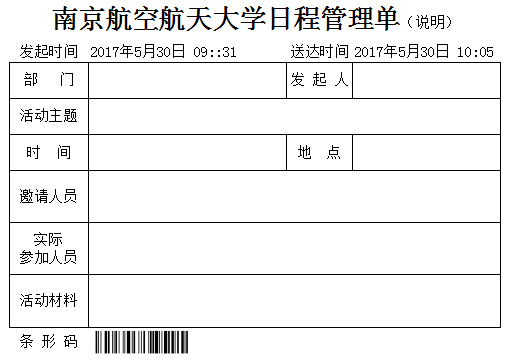 南京航空航天大学日程管理单（说明）
发起时间 2017年5月30日 09::31 送达时间 2017年5月30日 10:05
部 门 发 起 人
活动主题
时 间 地 点
邀请人员
实际
参加人员
活动材料
条 形 码